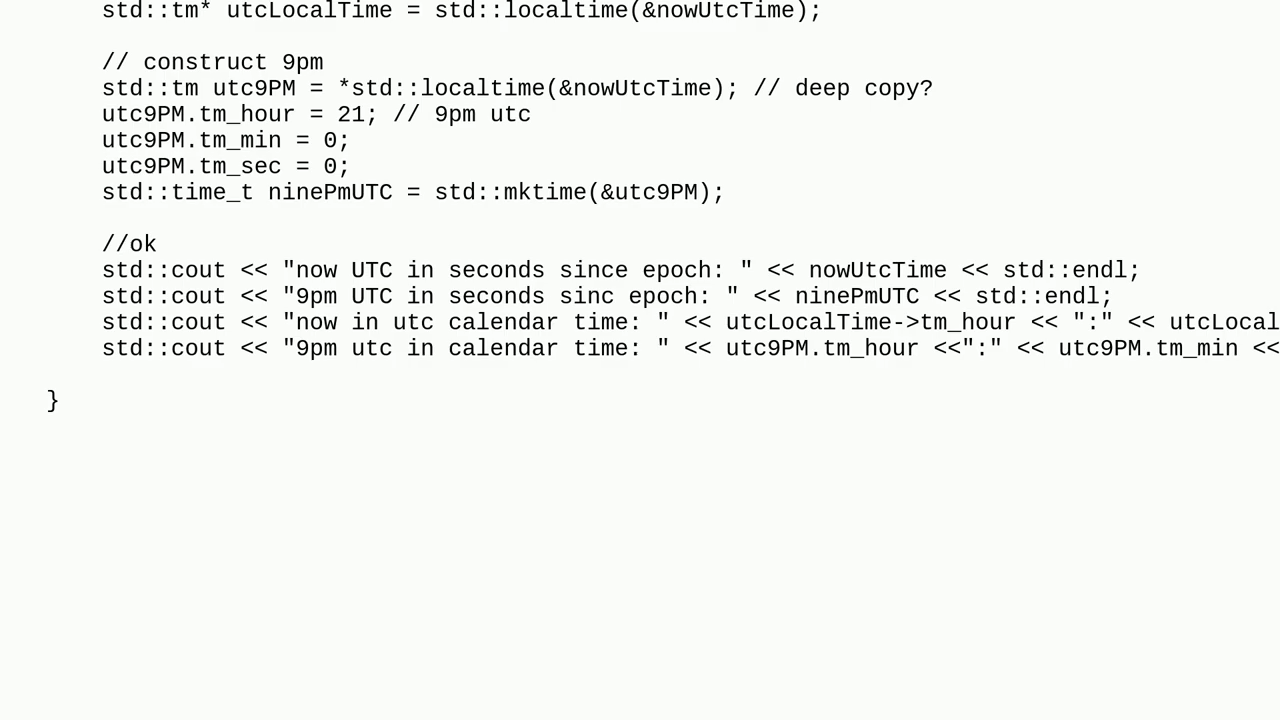 std::tm* utcLocalTime = std::localtime(&nowUtcTime);
// construct 9pm
std::tm utc9PM = *std::localtime(&nowUtcTime); // deep copy?
utc9PM.tm_hour = 21; // 9pm utc
utc9PM.tm_min = 0;
utc9PM.tm_sec = 0;
std::time_t ninePmUTC = std::mktime(&utc9PM);
//ok
std::cout << "now UTC in seconds since epoch: " << nowUtcTime << std::endl;
std::cout << "9pm UTC in seconds sinc epoch: " << ninePmUTC << std::endl;
std::cout << "now in utc calendar time: " << utcLocalTime->tm_hour << ":" << utcLocal
std::cout << "9pm utc in calendar time: " << utc9PM.tm_hour <<":" << utc9PM.tm_min <<
}